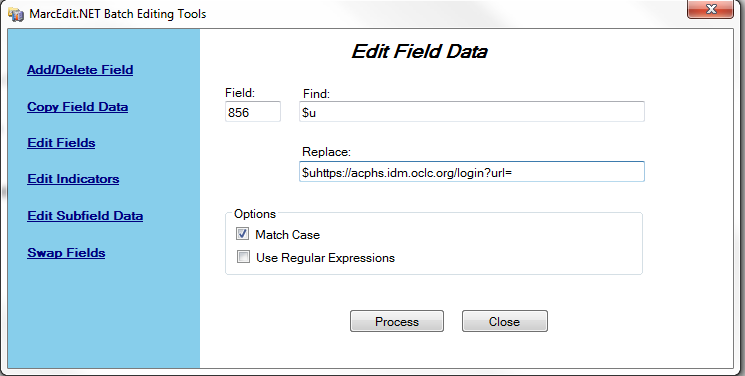 MarcEdit.NET Batch Editing Tools
Add/Delete Field
Copy Field Data
Edit Fields
Edit Indicators
Edit Subfield Data
Swap Fields
Edit Field Data
Field: Find:
856 $u
Replace:
$uhttps://acphs.idm.oclc.org/login?url=
Options
Match Case
Use Regular Expressions
Process Close